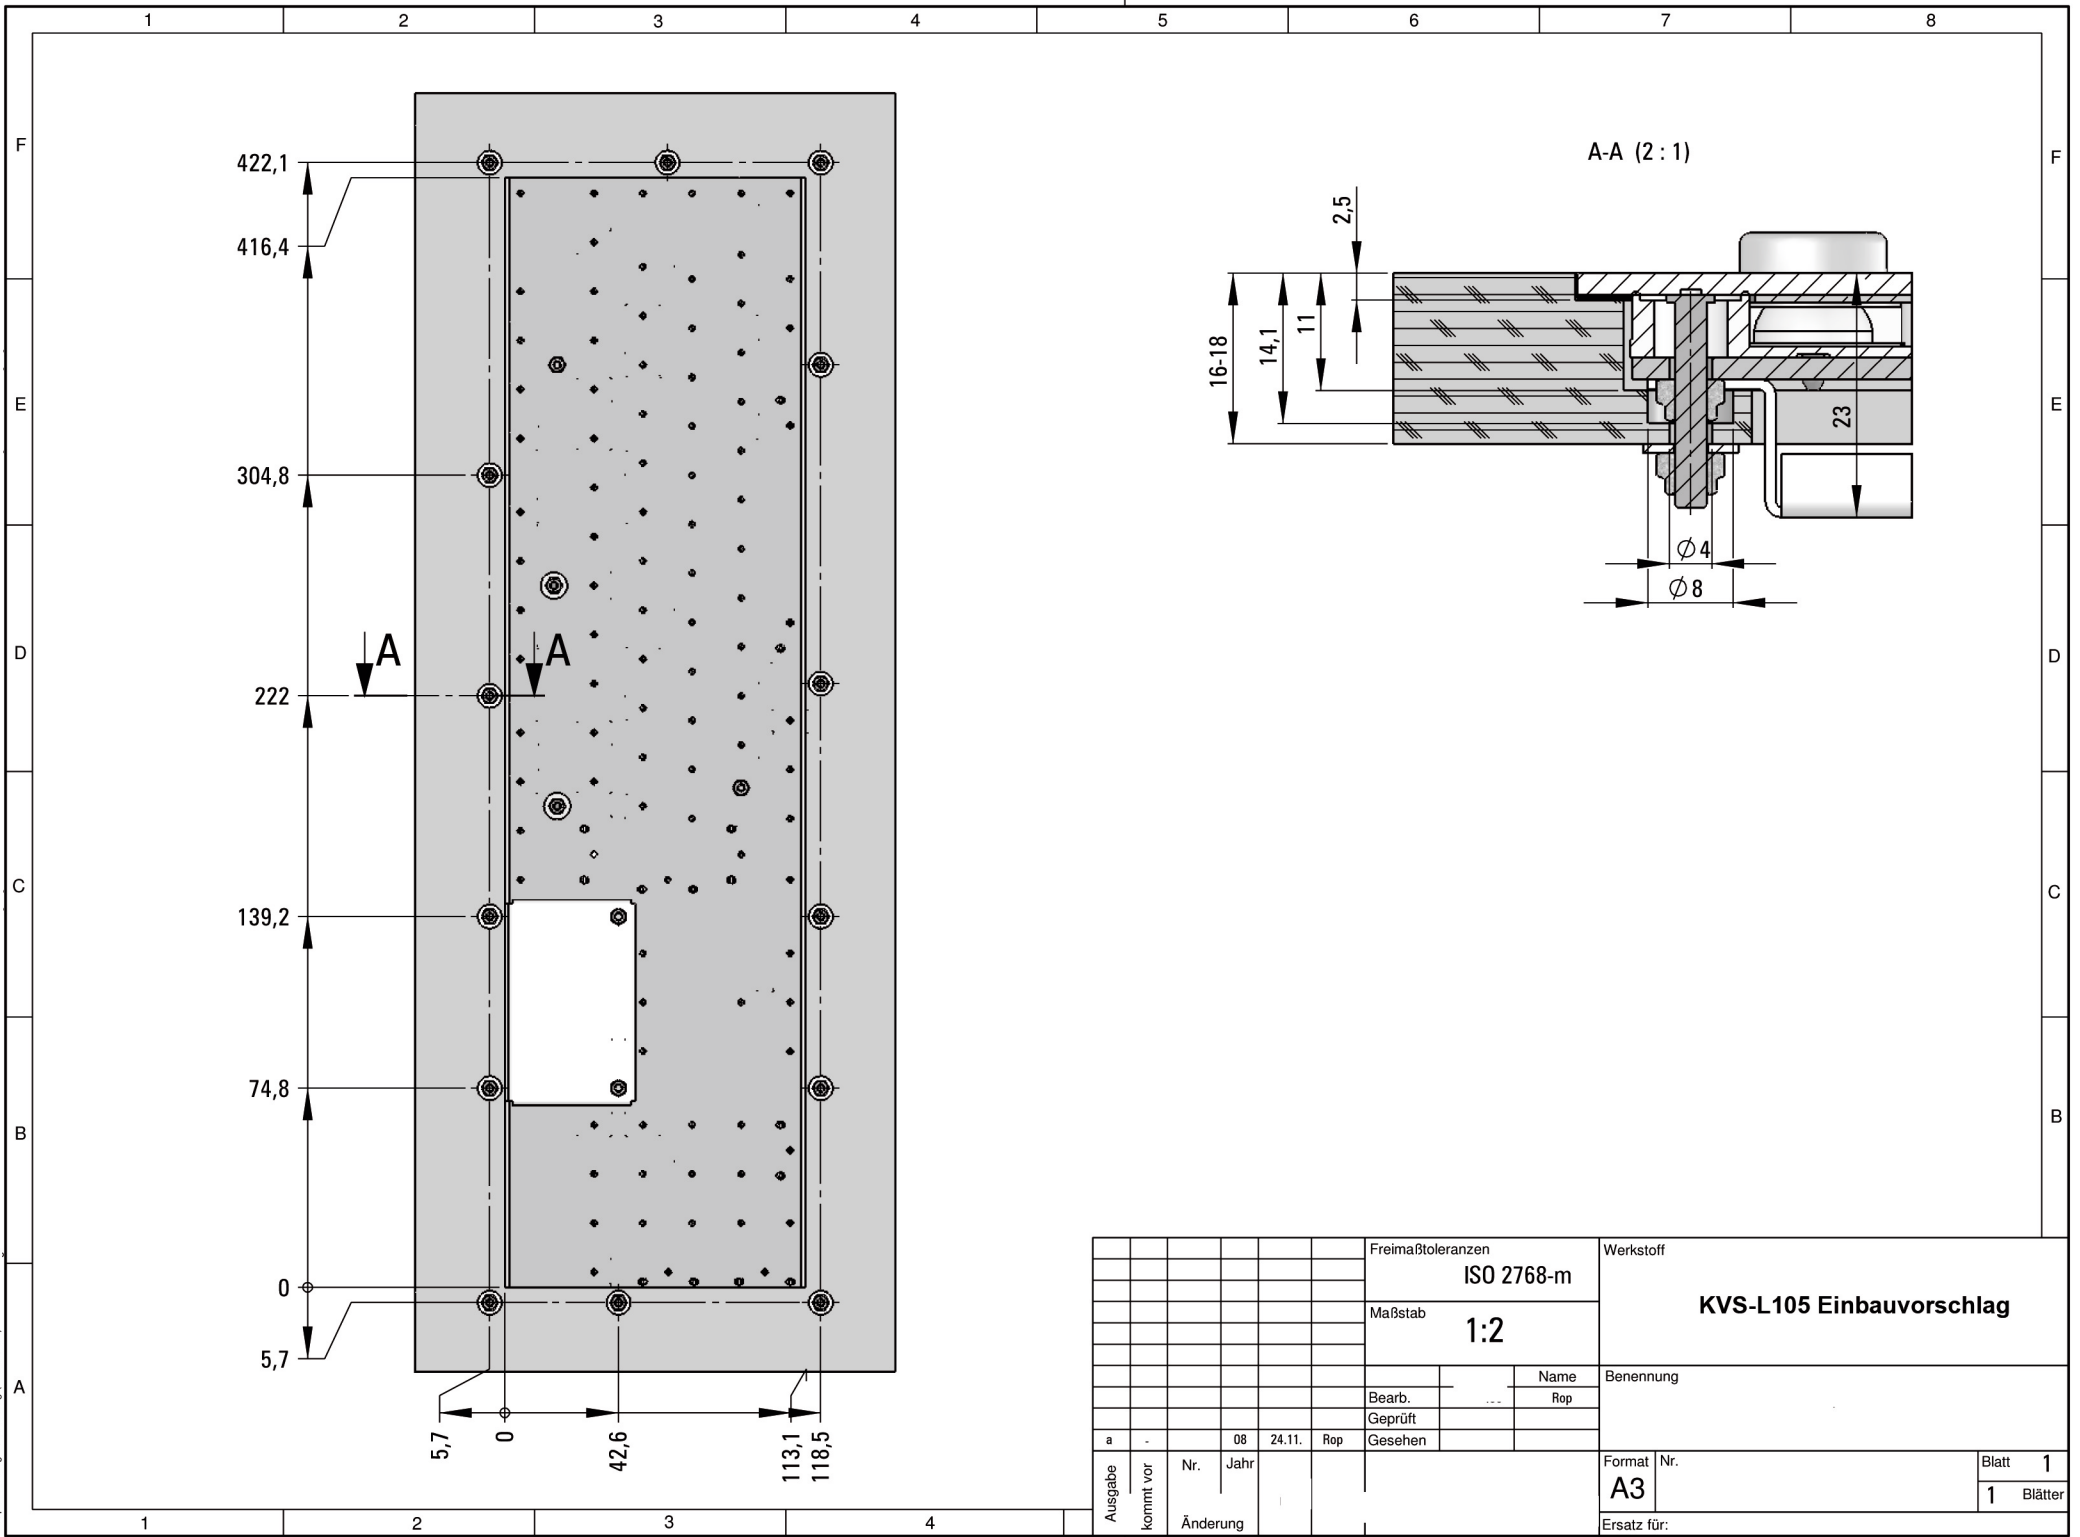 1 2 3 4 5 6 7 8
F F
E E
D D
C C
B B
A
422,1
416,4
304,8
222
139,2
74,8
0
5,7
A A
5,7 0 42,6 113,1 118,5
A-A (2 : 1)
2,5
16-18
14,1
11
23
∅4
∅8
Freimaßtoleranzen
ISO 2768-m
Maßstab
1:2
Werkstoff
KVS-L105 Einbauvorschlag
Name
Bearb. Rop
Geprüft
Gesehen
a - 08 24.11. Rop
Ausgabe
kommt vor
Nr. Jahr
Änderung
Benennung
Format
A3
Nr.
Blatt 1
1 Blätter
Ersatz für:
1 2 3 4